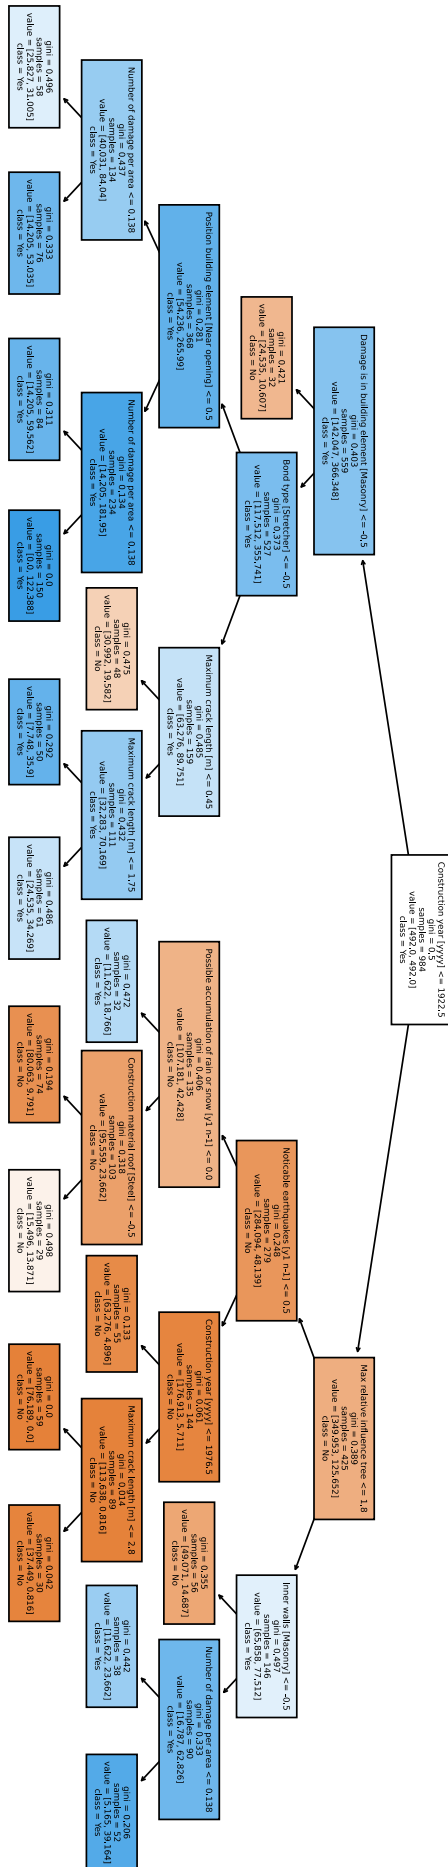 Construction year [yyyy] <= 1922,5
gini = 0,5
samples = 984
value = [492,0, 492,0]
class = Yes
Damage is in building element [Masonry] <= -0,5
gini = 0,403
samples = 559
value = [142,047, 366,348]
class = Yes
Max relative influence tree <= 1,8
gini = 0,389
samples = 425
value = [349,953, 125,652]
class = No
gini = 0,421
samples = 32
value = [24,535, 10,607]
class = No
Bond type [Stretcher] <= -0,5
gini = 0,373
samples = 527
value = [117,512, 355,741]
class = Yes
Noticable earthquakes [y1 n-1] <= 0,5
gini = 0,248
samples = 279
value = [284,094, 48,139]
class = No
Inner walls [Masonry] <= -0,5
gini = 0,497
samples = 146
value = [65,858, 77,512]
class = Yes
Position building element [Near opening] <= 0,5
gini = 0,281
samples = 368
value = [54,236, 265,99]
class = Yes
Maximum crack length [m] <= 0,45
gini = 0,485
samples = 159
value = [63,276, 89,751]
class = Yes
Possible accumulation of rain or snow [y1 n-1] <= 0,0
gini = 0,406
samples = 135
value = [107,181, 42,428]
class = No
Construction year [yyyy] <= 1976,5
gini = 0,061
samples = 144
value = [176,913, 5,711]
class = No
gini = 0,355
samples = 56
value = [49,071, 14,687]
class = No
Number of damage per area <= 0,138
gini = 0,333
samples = 90
value = [16,787, 62,826]
class = Yes
Number of damage per area <= 0,138
gini = 0,437
samples = 134
value = [40,031, 84,04]
class = Yes
Number of damage per area <= 0,138
gini = 0,134
samples = 234
value = [14,205, 181,95]
class = Yes
gini = 0,475
samples = 48
value = [30,992, 19,582]
class = No
Maximum crack length [m] <= 1,75
gini = 0,432
samples = 111
value = [32,283, 70,169]
class = Yes
gini = 0,472
samples = 32
value = [11,622, 18,766]
class = Yes
Construction material roof [Steel] <= -0,5
gini = 0,318
samples = 103
value = [95,559, 23,662]
class = No
gini = 0,133
samples = 55
value = [63,276, 4,896]
class = No
Maximum crack length [m] <= 2,8
gini = 0,014
samples = 89
value = [113,638, 0,816]
class = No
gini = 0,442
samples = 38
value = [11,622, 23,662]
class = Yes
gini = 0,206
samples = 52
value = [5,165, 39,164]
class = Yes
gini = 0,496
samples = 58
value = [25,827, 31,005]
class = Yes
gini = 0,333
samples = 76
value = [14,205, 53,035]
class = Yes
gini = 0,311
samples = 84
value = [14,205, 59,562]
class = Yes
gini = 0,0
samples = 150
value = [0,0, 122,388]
class = Yes
gini = 0,292
samples = 50
value = [7,748, 35,9]
class = Yes
gini = 0,486
samples = 61
value = [24,535, 34,269]
class = Yes
gini = 0,194
samples = 74
value = [80,063, 9,791]
class = No
gini = 0,498
samples = 29
value = [15,496, 13,871]
class = No
gini = 0,0
samples = 59
value = [76,189, 0,0]
class = No
gini = 0,042
samples = 30
value = [37,449, 0,816]
class = No